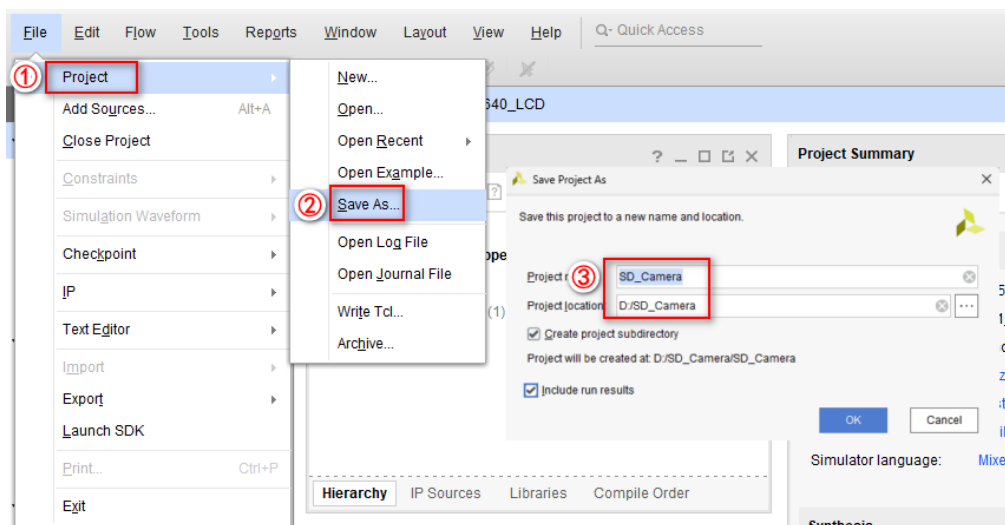 File Edit Flow Tools Reports Window Layout View Help Q- Quick Access
① Project
Add Sources... Alt+A
Close Project
Constraints
Simulation Waveform
Checkpoint
IP
Text Editor
Import
Export
Launch SDK
Print... Ctrl+P
Exit
New...
Open...
Open Recent
Open Example...
② Save As...
Open Log File
Open Journal File
Write Tcl...
Archive...
640_LCD
(1)
Hierarchy IP Sources Libraries Compile Order
Project Summary
Save Project As
Save this project to a new name and location.
Project ③ SD_Camera
Project location D:/SD_Camera
Create project subdirectory
Project will be created at: D:/SD_Camera/SD_Camera
Include run results
OK Cancel
Simulator language: Mixe
Synthesis